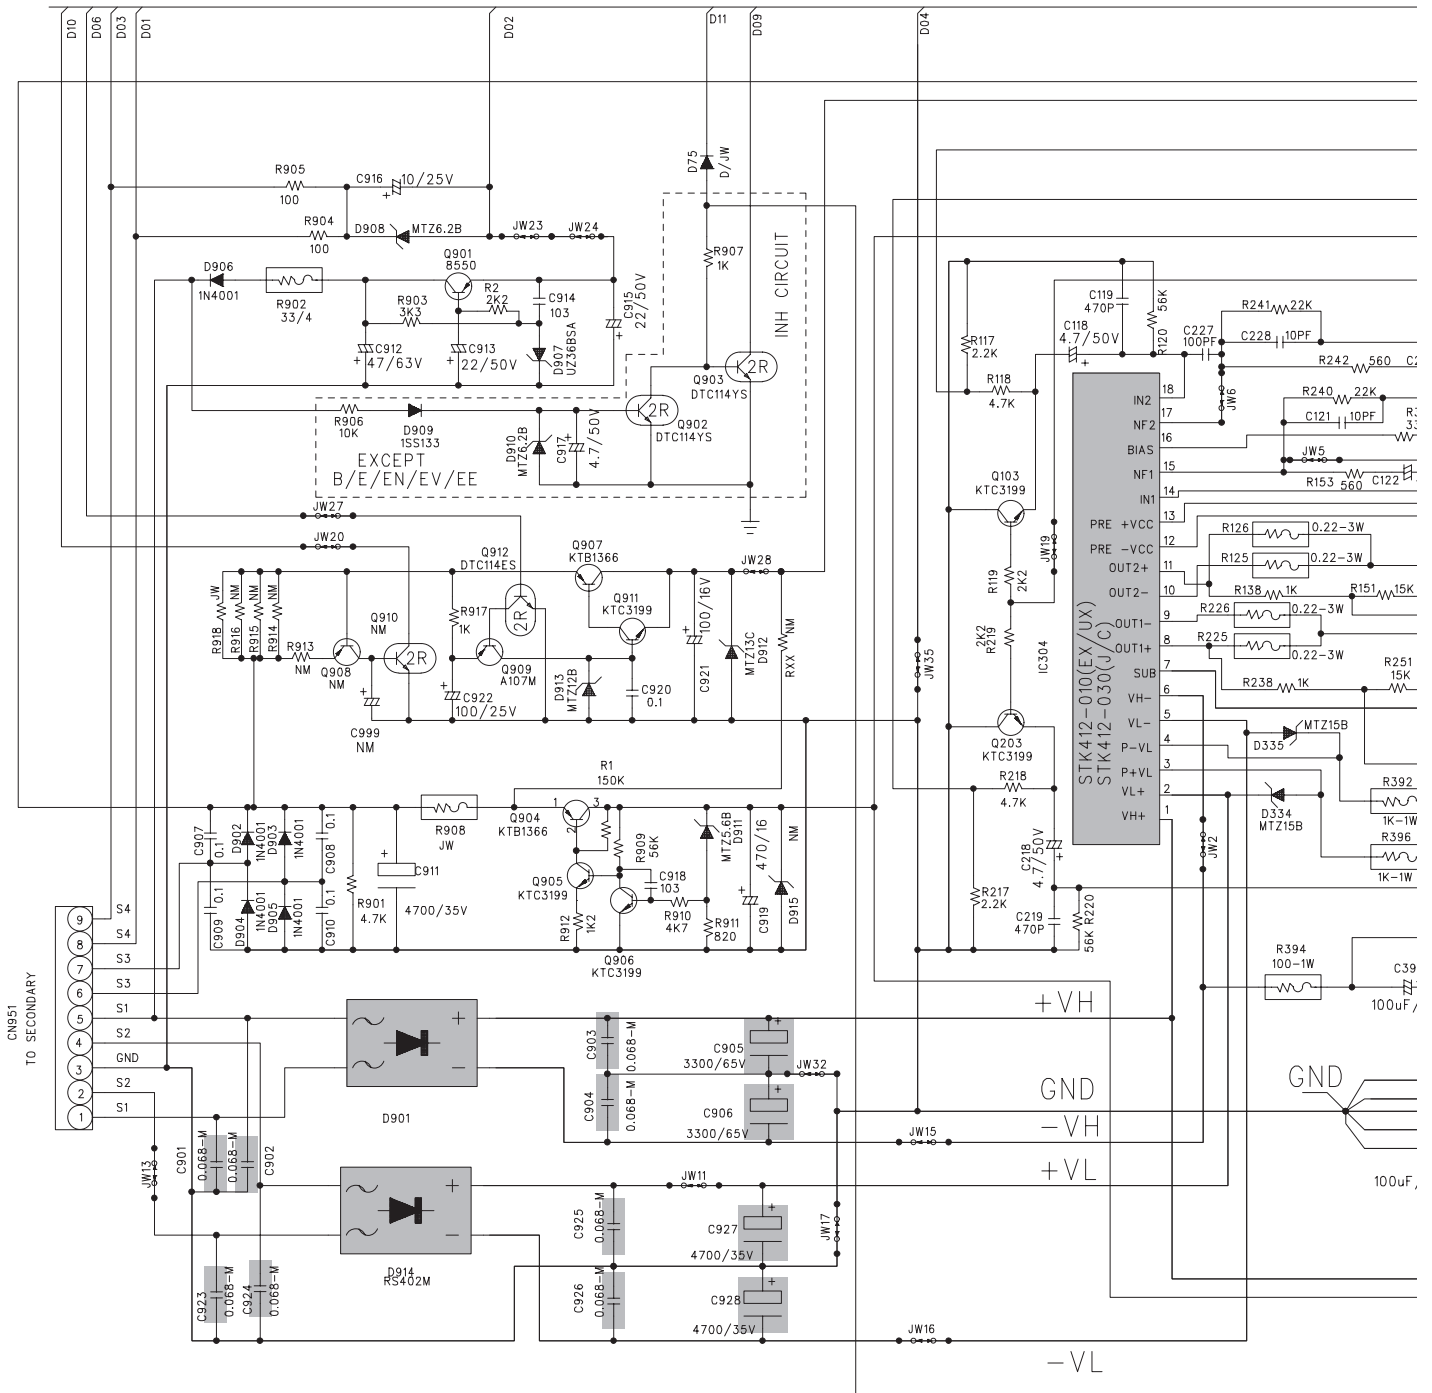 D10
D06
D03
D01
D02
D11
D09
D04
R905
100
C916
+
10/25V
R904
100
D908
MTZ6.2B
JW23
JW24
D75
D/JW
R907
1K
INH CIRCUIT
D906
1N4001
R902
33/4
Q901
8550
R903
3K3
R2
2K2
C914
103
C915
22/50V
+
C912
47/63V
+
C913
22/50V
+
D907
UZ36BSA
Q903
DTC114YS
2R
R906
10K
D909
1SS133
D910
MTZ6.2B
C917
4.7/50V
+
Q902
DTC114YS
2R
EXCEPT
B/E/EN/EV/EE
C119
470P
56K
R120
R117
2.2K
C118
4.7/50V
+
R118
4.7K
C227
100PF
R241
22K
C228
10PF
R242
560
R240
22K
C121
10PF
JW6
JW5
R153
560
C122
18
IN2
17
NF2
16
BIAS
15
NF1
14
IN1
13
PRE +VCC
12
PRE -VCC
11
OUT2+
10
OUT2-
9
OUT1-
8
OUT1+
7
SUB
6
VH-
5
VL-
4
P-VL
3
P+VL
2
VL+
1
VH+
STK412-010(EX/UX)
STK412-030(J/C)
IC304
Q103
KTC3199
JW19
R119
2K2
2K2
R219
Q203
KTC3199
R218
4.7K
R217
2.2K
C218
4.7/50V
+
C219
470P
R220
56K
R126
0.22-3W
R125
0.22-3W
R138
1K
R151
15K
R226
0.22-3W
R225
0.22-3W
R251
15K
R238
1K
MTZ15B
D335
D334
MTZ15B
R392
1K-1W
R396
1K-1W
JW2
R394
100-1W
C39
100uF/
JW27
JW20
Q912
DTC114ES
2R
Q907
KTB1366
JW28
Q911
KTC3199
R918
JW
R916
NM
R915
NM
R914
NM
R913
NM
Q908
NM
Q910
NM
2R
R917
1K
Q909
A107M
C999
NM
C922
100/25V
+
D913
MTZ12B
C920
0.1
C921
100/16V
+
MTZ13C
D912
RXX
NM
JW35
R1
150K
C907
0.1
D902
1N4001
D903
1N4001
C908
0.1
C909
0.1
D904
1N4001
D905
1N4001
C910
0.1
R901
4.7K
C911
4700/35V
+
R908
JW
Q904
KTB1366
1
3
2
R909
56K
Q905
KTC3199
C918
103
R912
1K2
Q906
KTC3199
R910
4K7
R911
820
MTZ5.6B
D911
470/16
C919
+
NM
D915
CN951
TO SECONDARY
9
S4
8
S4
7
S3
6
S3
5
S1
4
S2
3
GND
2
S2
1
S1
D901
+
-
C903
0.068-M
C904
0.068-M
C905
3300/65V
+
C906
3300/65V
+
JW32
JW15
+VH
GND
-VH
+VL
-VL
GND
100uF/
JW13
C901
0.068-M
0.068-M
C902
D914
RS402M
+
-
JW11
C925
0.068-M
C926
0.068-M
C927
4700/35V
+
C928
4700/35V
+
JW17
JW16
C923
0.068-M
C924
0.068-M